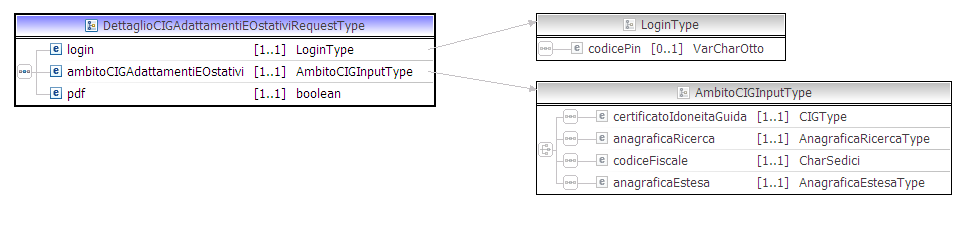 DettaglioCIGAdattamentiEOstativiRequestType
login [1..1] LoginType
ambitoCIGAdattamentiEOstativi [1..1] AmbitoCIGInputType
pdf [1..1] boolean
LoginType
codicePin [0..1] VarCharOtto
AmbitoCIGInputType
certificatoIdoneitaGuida [1..1] CIGType
anagraficaRicerca [1..1] AnagraficaRicercaType
codiceFiscale [1..1] CharSedici
anagraficaEstesa [1..1] AnagraficaEstesaType